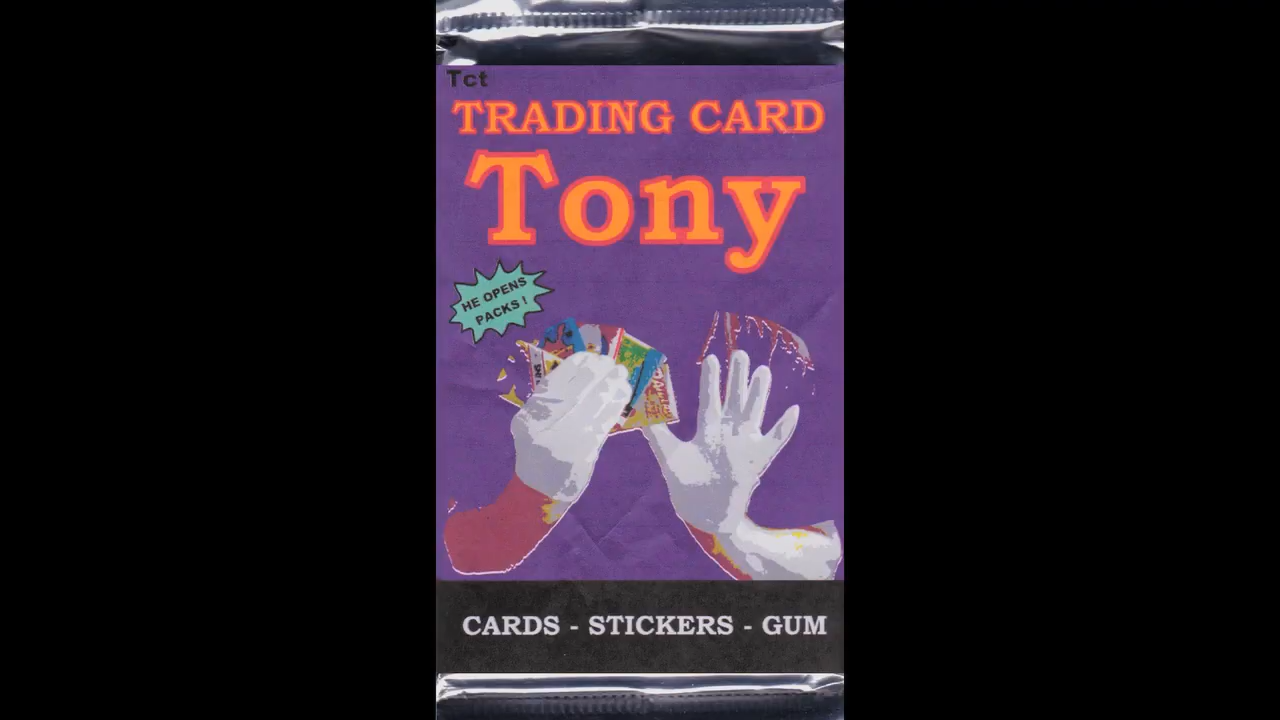 Tct
TRADING CARD
Tony
HE OPENS
PACKS!
CARDS - STICKERS - GUM